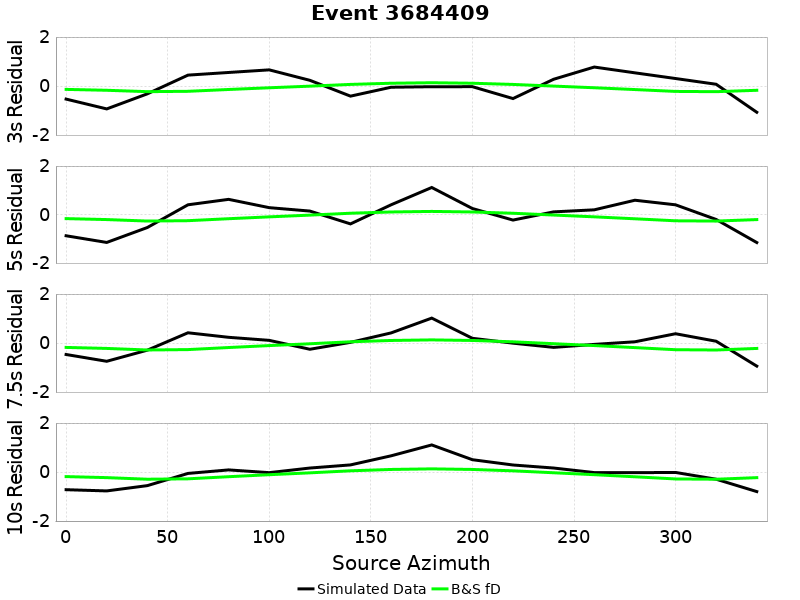 Event 3684409
3s Residual
2
0
-2
5s Residual
2
0
-2
7.5s Residual
2
0
-2
10s Residual
2
0
-2
0 50 100 150 200 250 300
Source Azimuth
Simulated Data B&S fD